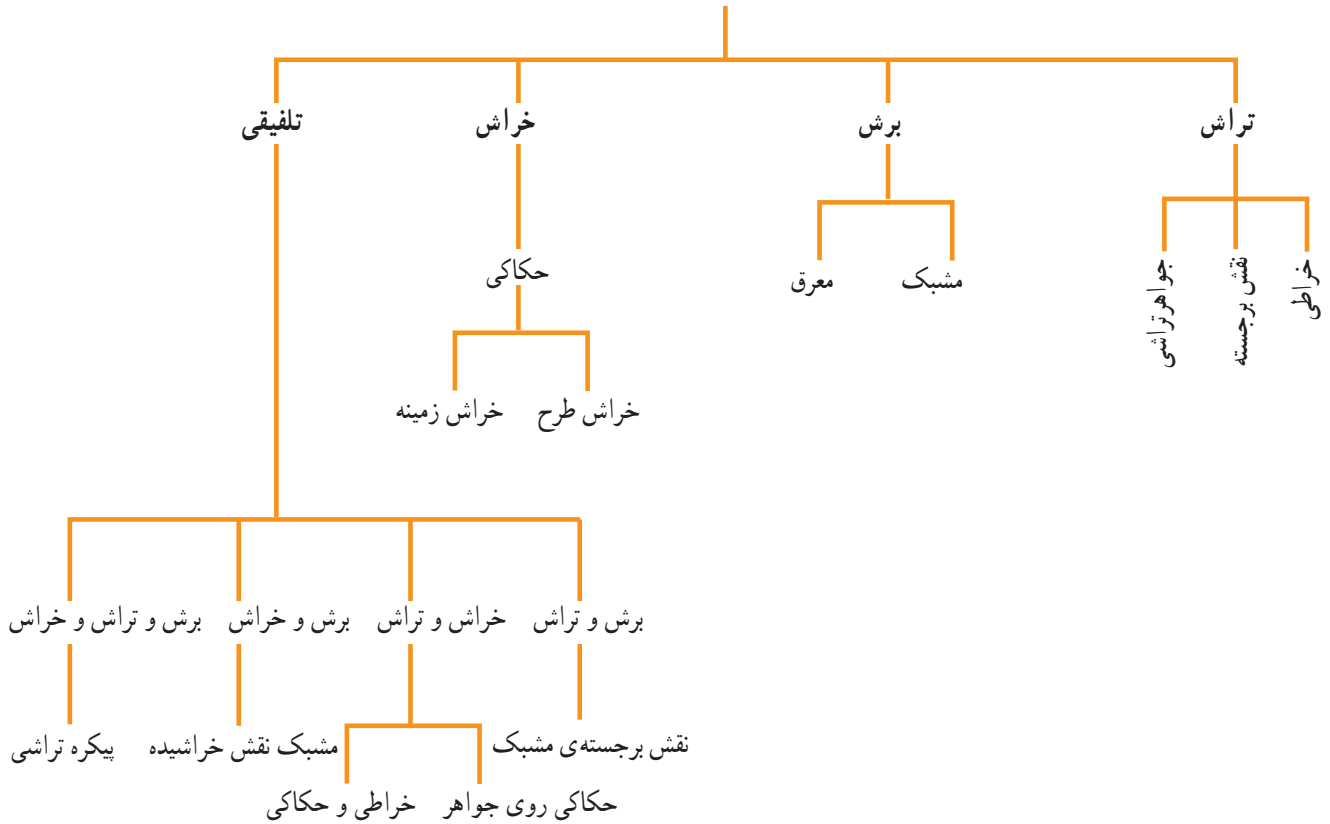 تراش
برش
خراش
تلفیقی
خراطی
نقش برجسته
جواهرتراشی
مشبک
معرق
حکاکی
خراش طرح
خراش زمینه
برش و تراش
خراش و تراش
برش و خراش
برش و تراش و خراش
نقش برجسته‌ی مشبک
مشبک نقش خراشیده
پیکره تراشی
حکاکی روی جواهر
خراطی و حکاکی